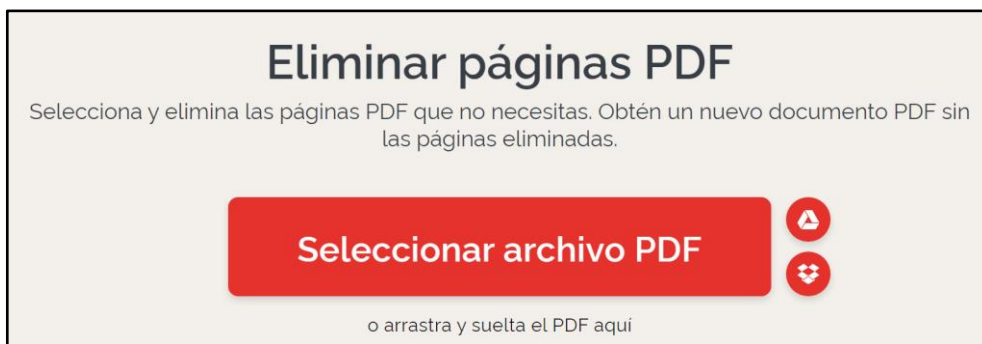 Eliminar páginas PDF
Selecciona y elimina las páginas PDF que no necesitas. Obtén un nuevo documento PDF sin
las páginas eliminadas.
Seleccionar archivo PDF
o arrastra y suelta el PDF aquí